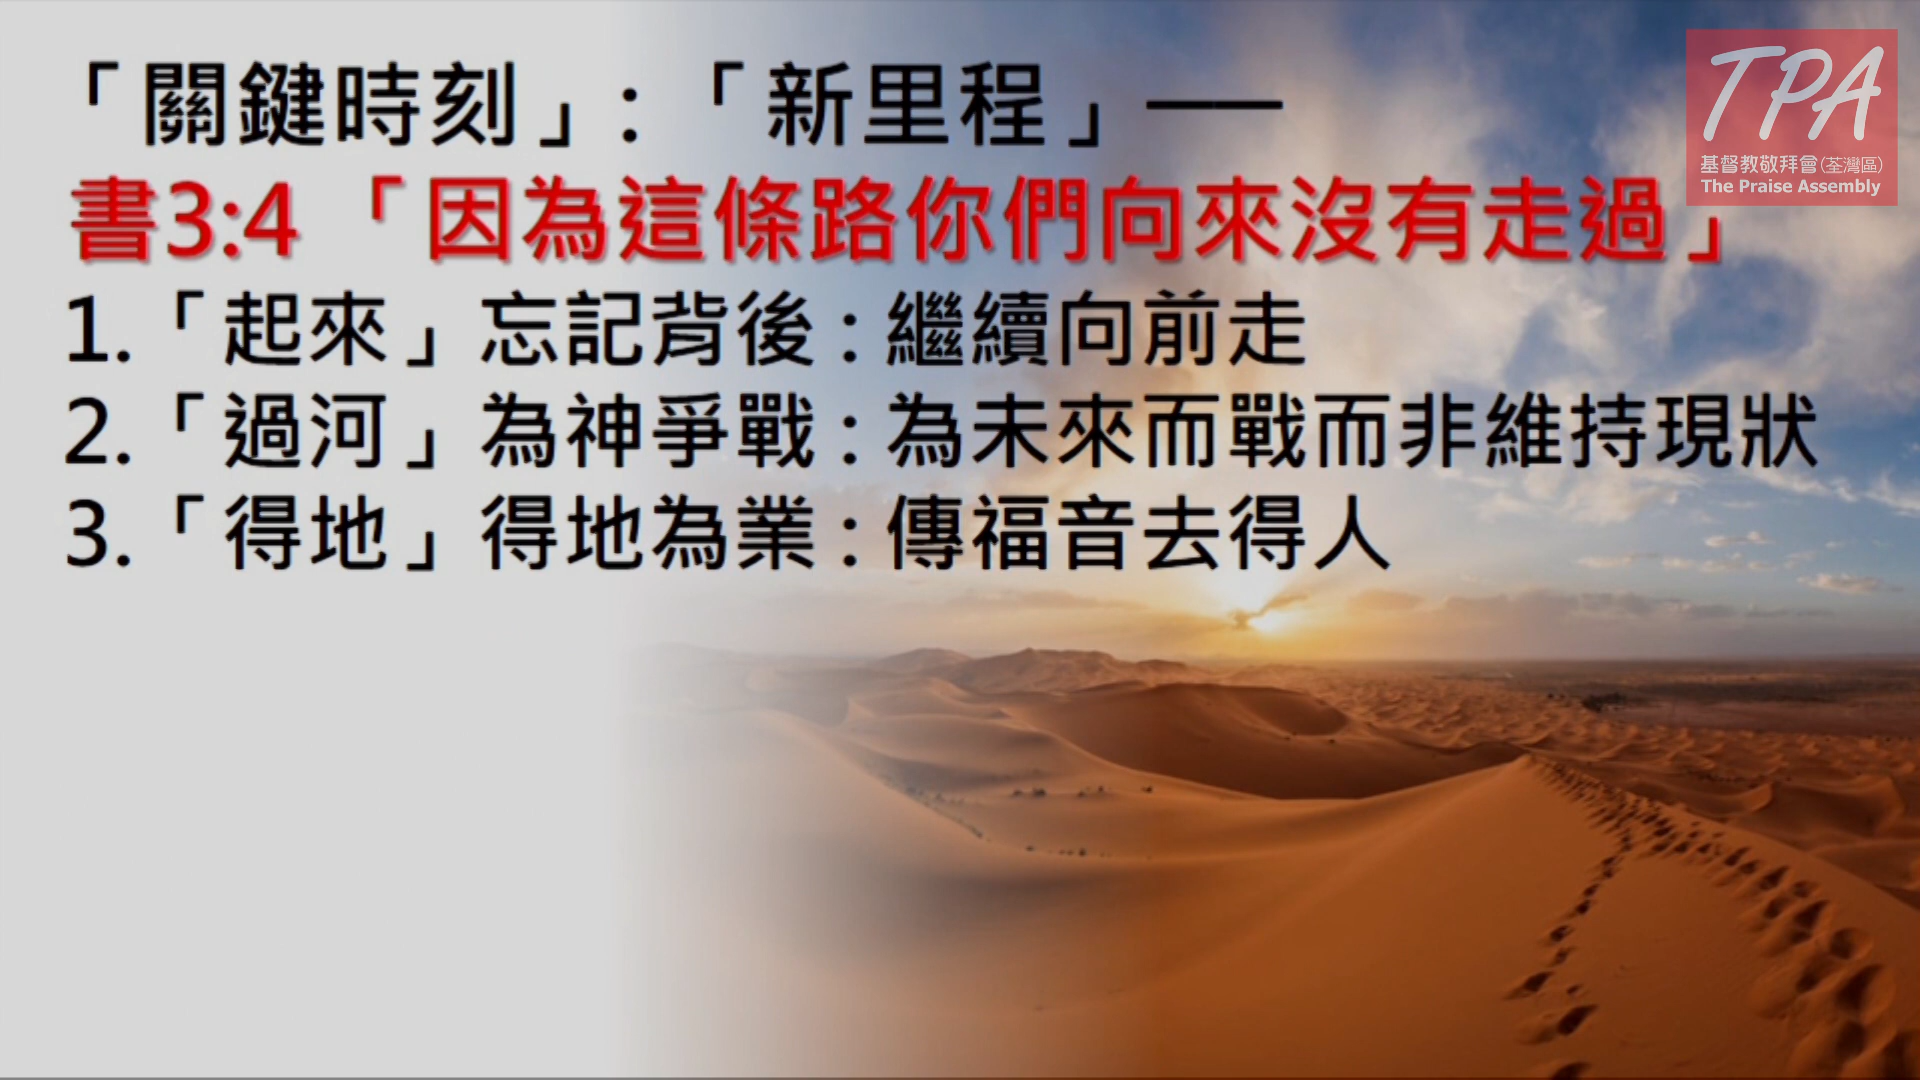 「關鍵時刻」:「新里程」──
書3:4「因為這條路你們向來沒有走過」
1.「起來」忘記背後:繼續向前走
2.「過河」為神爭戰:為未來而戰而非維持現狀
3.「得地」得地為業:傳福音去得人
TPA
基督教敬拜會(荃灣區)
The Praise Assembly